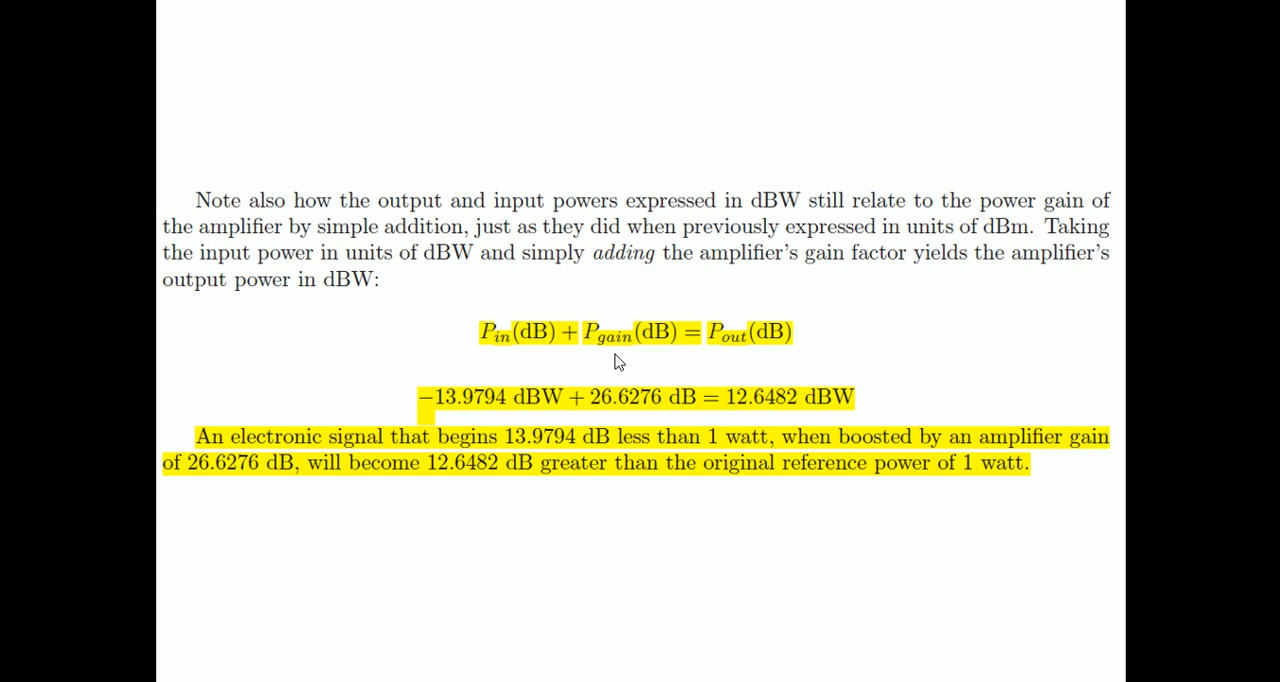 Note also how the output and input powers expressed in dBW still relate to the power gain of
the amplifier by simple addition, just as they did when previously expressed in units of dBm. Taking
the input power in units of dBW and simply adding the amplifier's gain factor yields the amplifier's
output power in dBW:
P_in(dB) + P_gain(dB) = P_out(dB)
−13.9794 dBW + 26.6276 dB = 12.6482 dBW
An electronic signal that begins 13.9794 dB less than 1 watt, when boosted by an amplifier gain
of 26.6276 dB, will become 12.6482 dB greater than the original reference power of 1 watt.